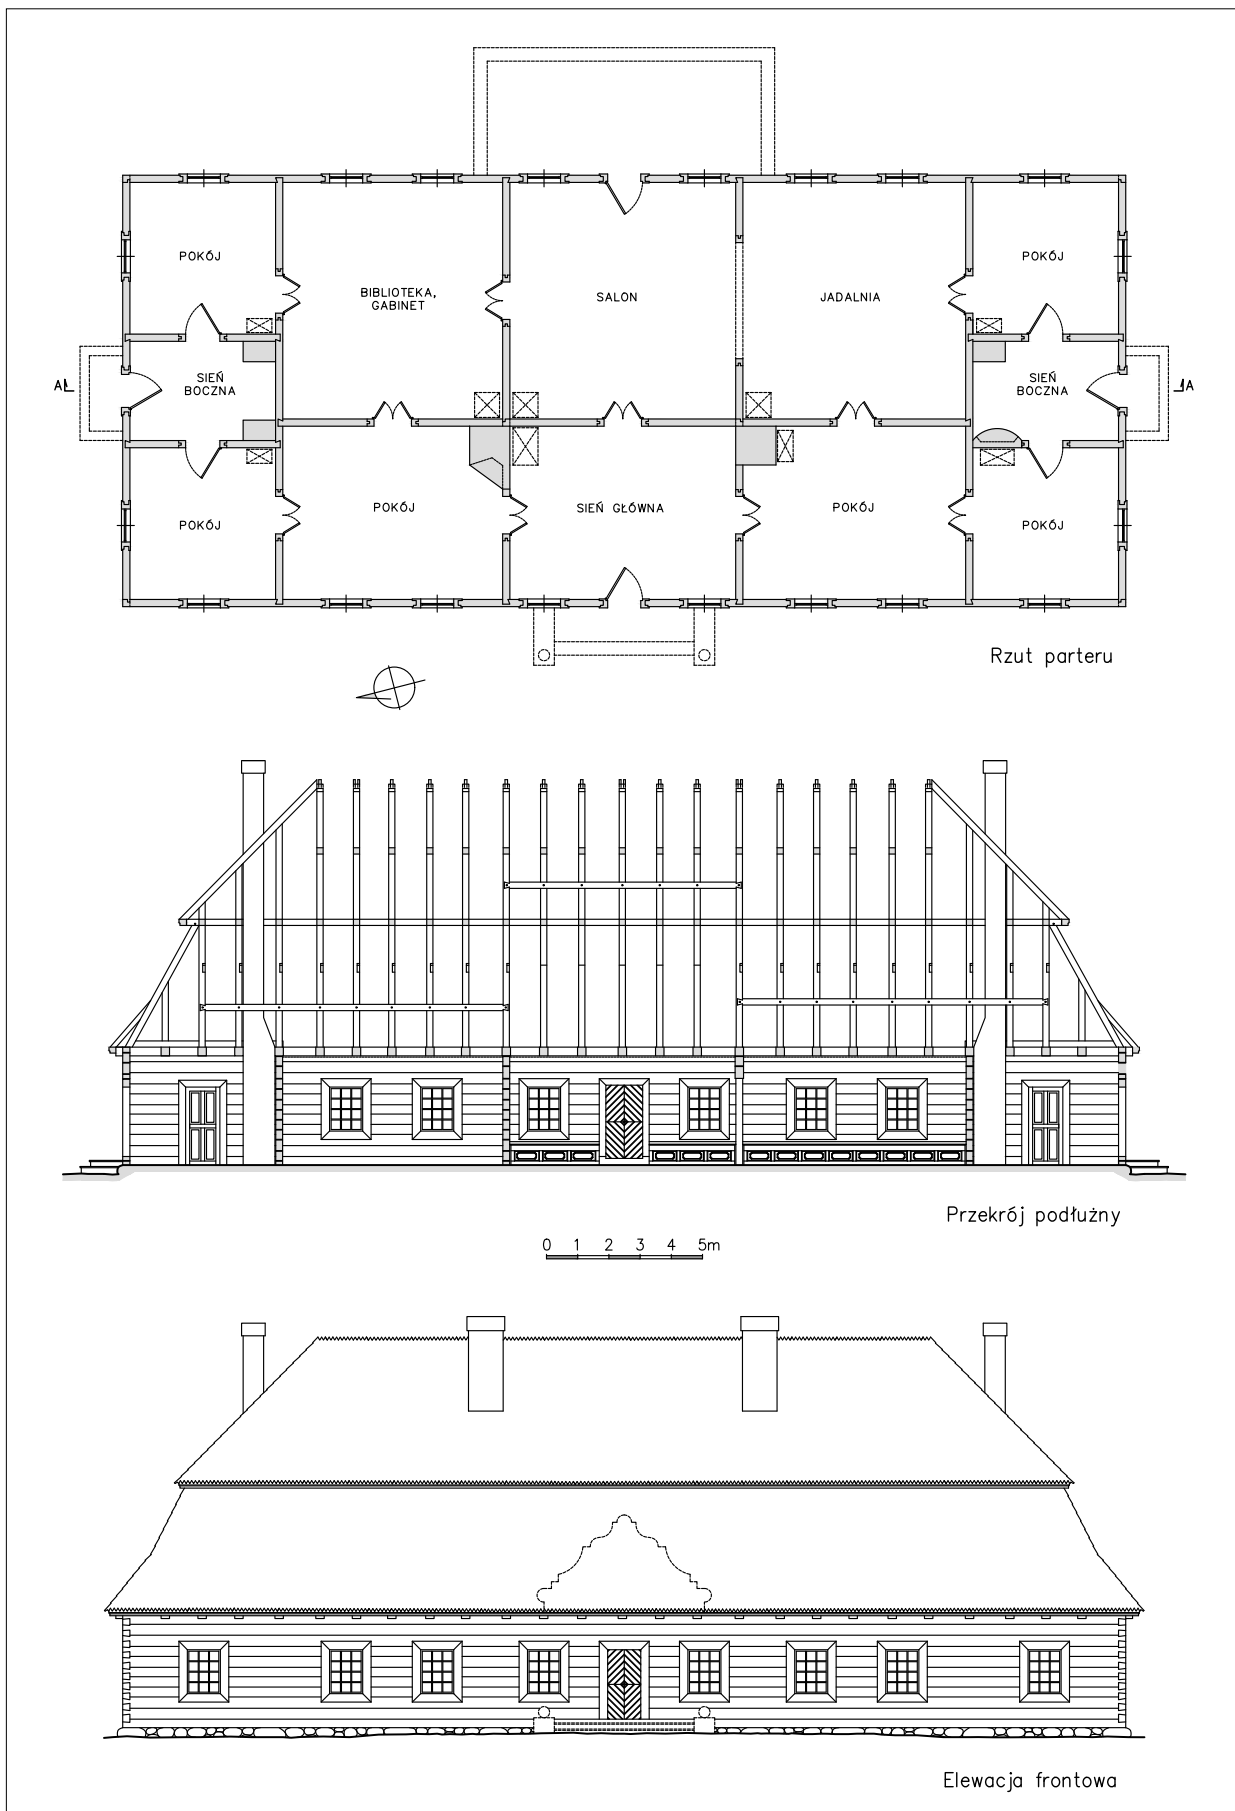 POKÓJ
POKÓJ
BIBLIOTEKA,
GABINET
SALON
JADALNIA
A
SIEŃ
BOCZNA
SIEŃ
BOCZNA
A
POKÓJ
POKÓJ
SIEŃ GŁÓWNA
POKÓJ
POKÓJ
Rzut parteru
Przekrój podłużny
0 1 2 3 4 5m
Elewacja frontowa